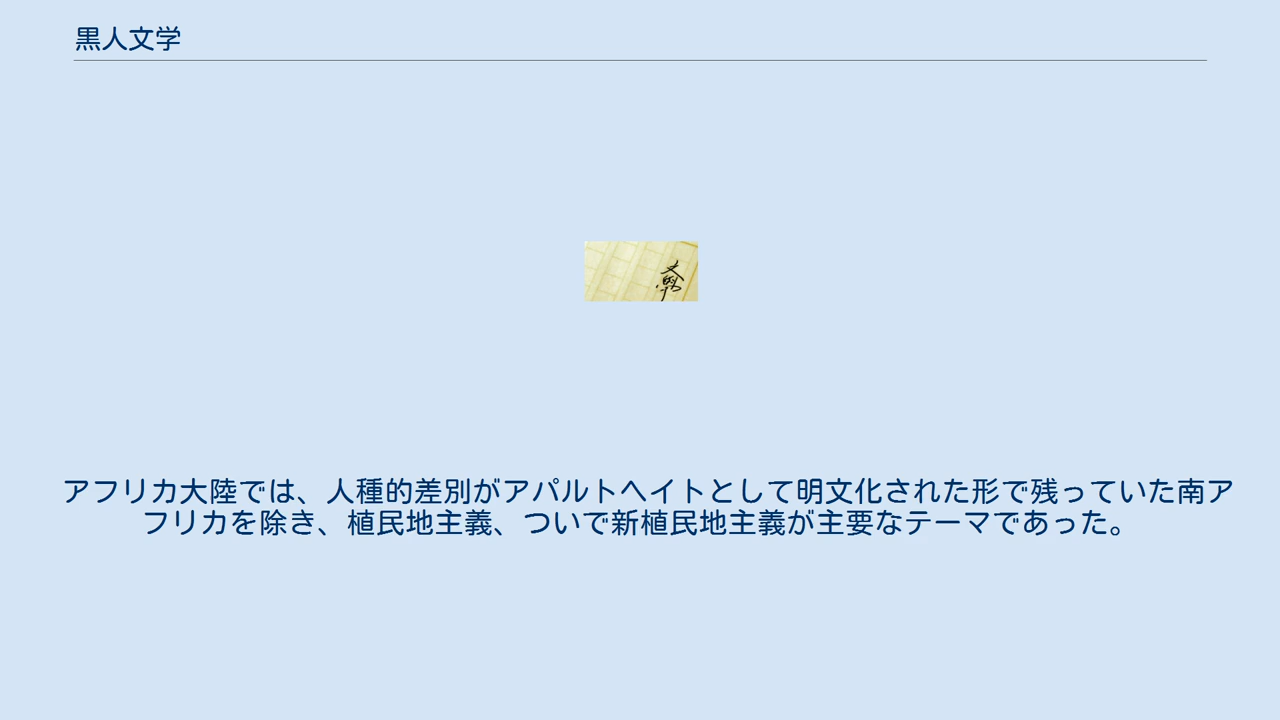 黒人文学
文学
アフリカ大陸では、人種的差別がアパルトヘイトとして明文化された形で残っていた南ア
フリカを除き、植民地主義、ついで新植民地主義が主要なテーマであった。